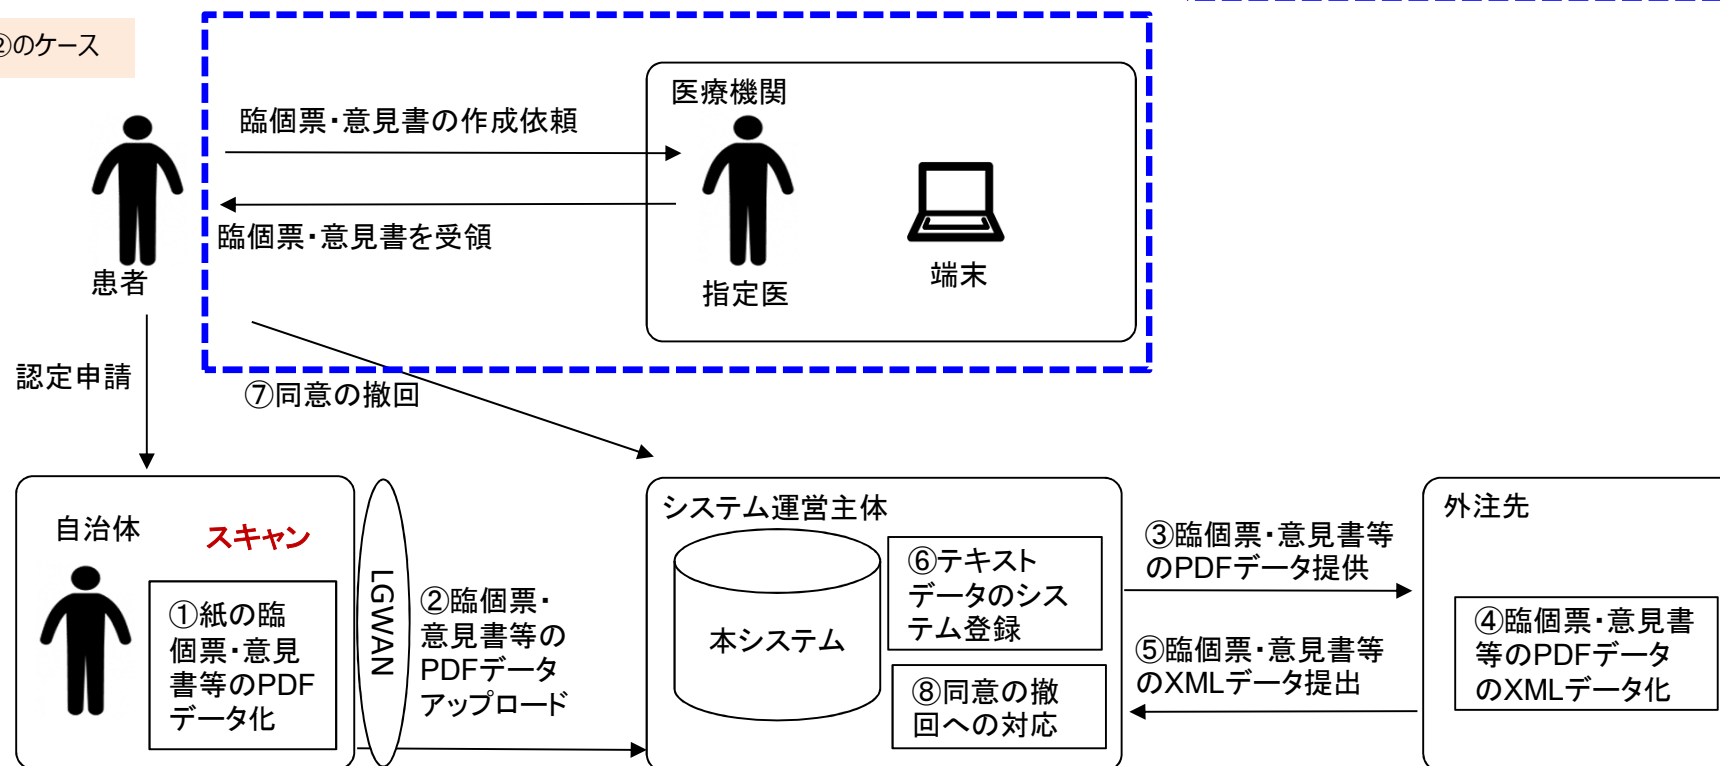 ②のケース
医療機関
臨個票・意見書の作成依頼
臨個票・意見書を受領
患者
指定医
端末
認定申請
⑦同意の撤回
自治体
スキャン
①紙の臨
個票・意見
書等のPDF
データ化
LGWAN
②臨個票・
意見書等の
PDFデータ
アップロード
システム運営主体
本システム
⑥テキスト
データのシス
テム登録
⑧同意の撤
回への対応
③臨個票・意見書等
のPDFデータ提供
⑤臨個票・意見書等
のXMLデータ提出
外注先
④臨個票・意見書
等のPDFデータ
のXMLデータ化